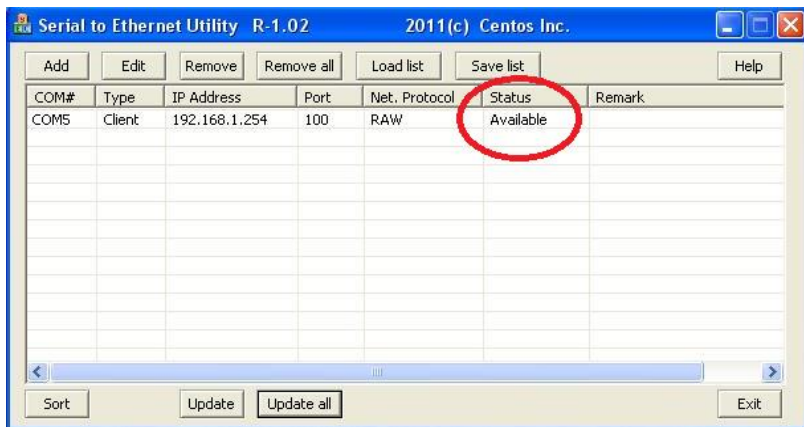 Serial to Ethernet Utility R-1.02 2011(c) Centos Inc.
Add Edit Remove Remove all Load list Save list Help
COM# Type IP Address Port Net. Protocol Status Remark
COM5 Client 192.168.1.254 100 RAW Available
Sort Update Update all Exit